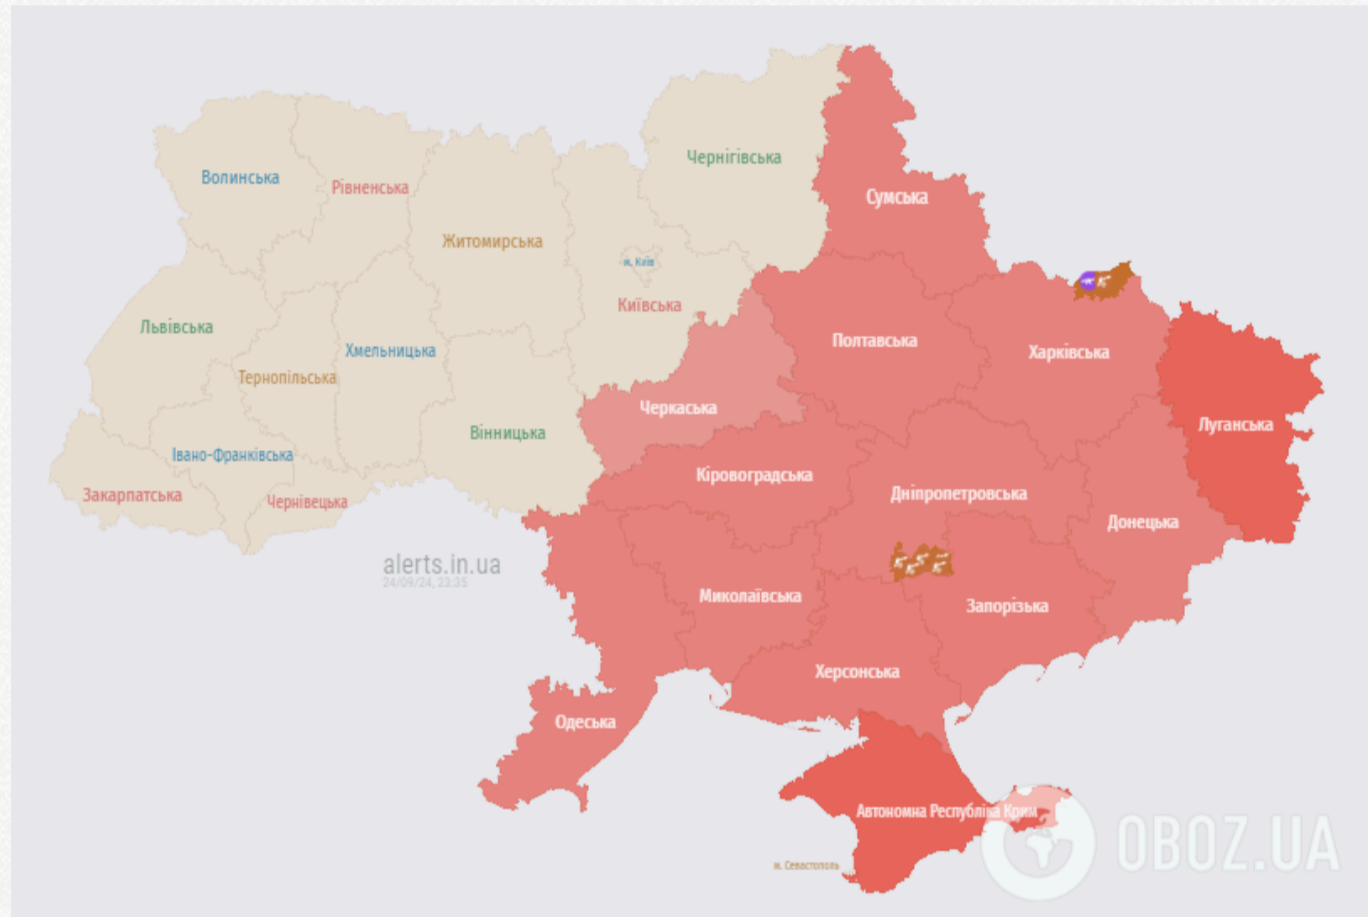 Чернігівська
Волинська
Рівненська
Сумська
Житомирська
м. Київ
Київська
Львівська
Полтавська
Хмельницька
Харківська
Тернопільська
Черкаська
Луганська
Вінницька
Івано-Франківська
Кіровоградська
Закарпатська
Чернівецька
Дніпропетровська
Донецька
alerts.in.ua
24/09/24, 23:35
Миколаївська
Запорізька
Херсонська
Одеська
Автономна Республіка Крим
OBOZ.UA
м. Севастополь